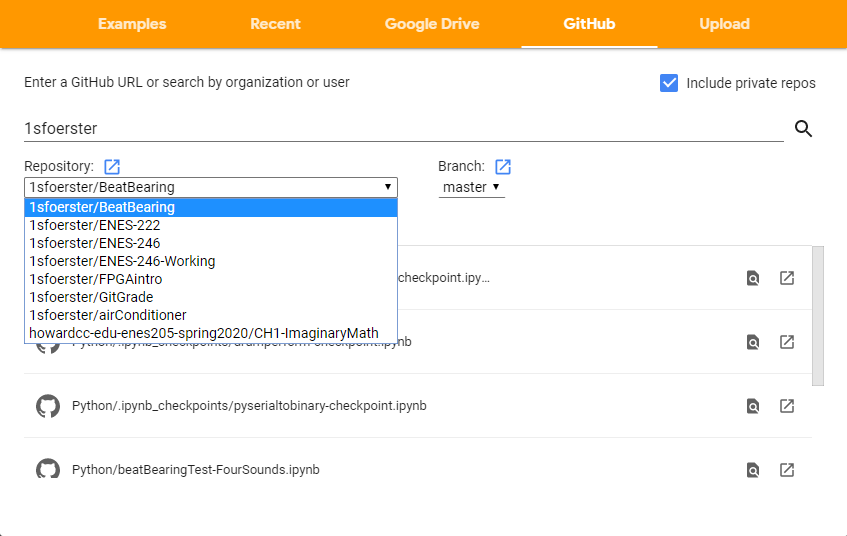 Examples Recent Google Drive GitHub Upload
Enter a GitHub URL or search by organization or user
Include private repos
1sfoerster
Repository: Branch:
1sfoerster/BeatBearing master
1sfoerster/BeatBearing
1sfoerster/ENES-222
1sfoerster/ENES-246
1sfoerster/ENES-246-Working
1sfoerster/FPGAintro
1sfoerster/GitGrade
1sfoerster/airConditioner
howardcc-edu-enes205-spring2020/CH1-ImaginaryMath
checkpoint.ipy...
Python/.ipynb_checkpoints/pyserialtobinary-checkpoint.ipynb
Python/beatBearingTest-FourSounds.ipynb